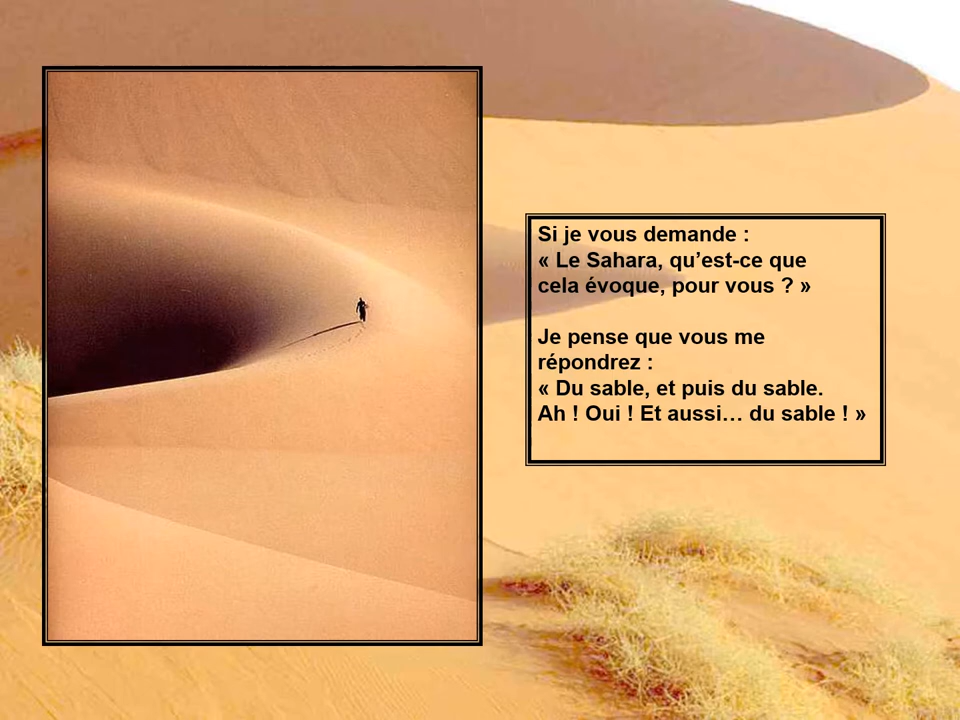 Si je vous demande :
« Le Sahara, qu’est-ce que
cela évoque, pour vous ? »
Je pense que vous me
répondrez :
« Du sable, et puis du sable.
Ah ! Oui ! Et aussi… du sable ! »